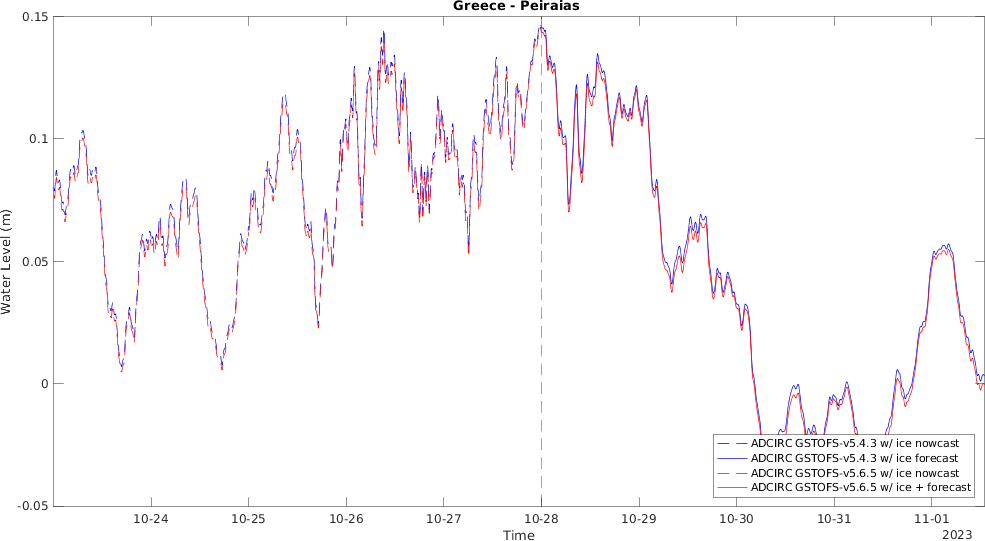 Greece - Peiraias
0.15
0.1
0.05
0
-0.05
Water Level (m)
10-24 10-25 10-26 10-27 10-28 10-29 10-30 10-31 11-01
Time
2023
ADCIRC GSTOFS-v5.4.3 w/ ice nowcast
ADCIRC GSTOFS-v5.4.3 w/ ice forecast
ADCIRC GSTOFS-v5.6.5 w/ ice nowcast
ADCIRC GSTOFS-v5.6.5 w/ ice + forecast